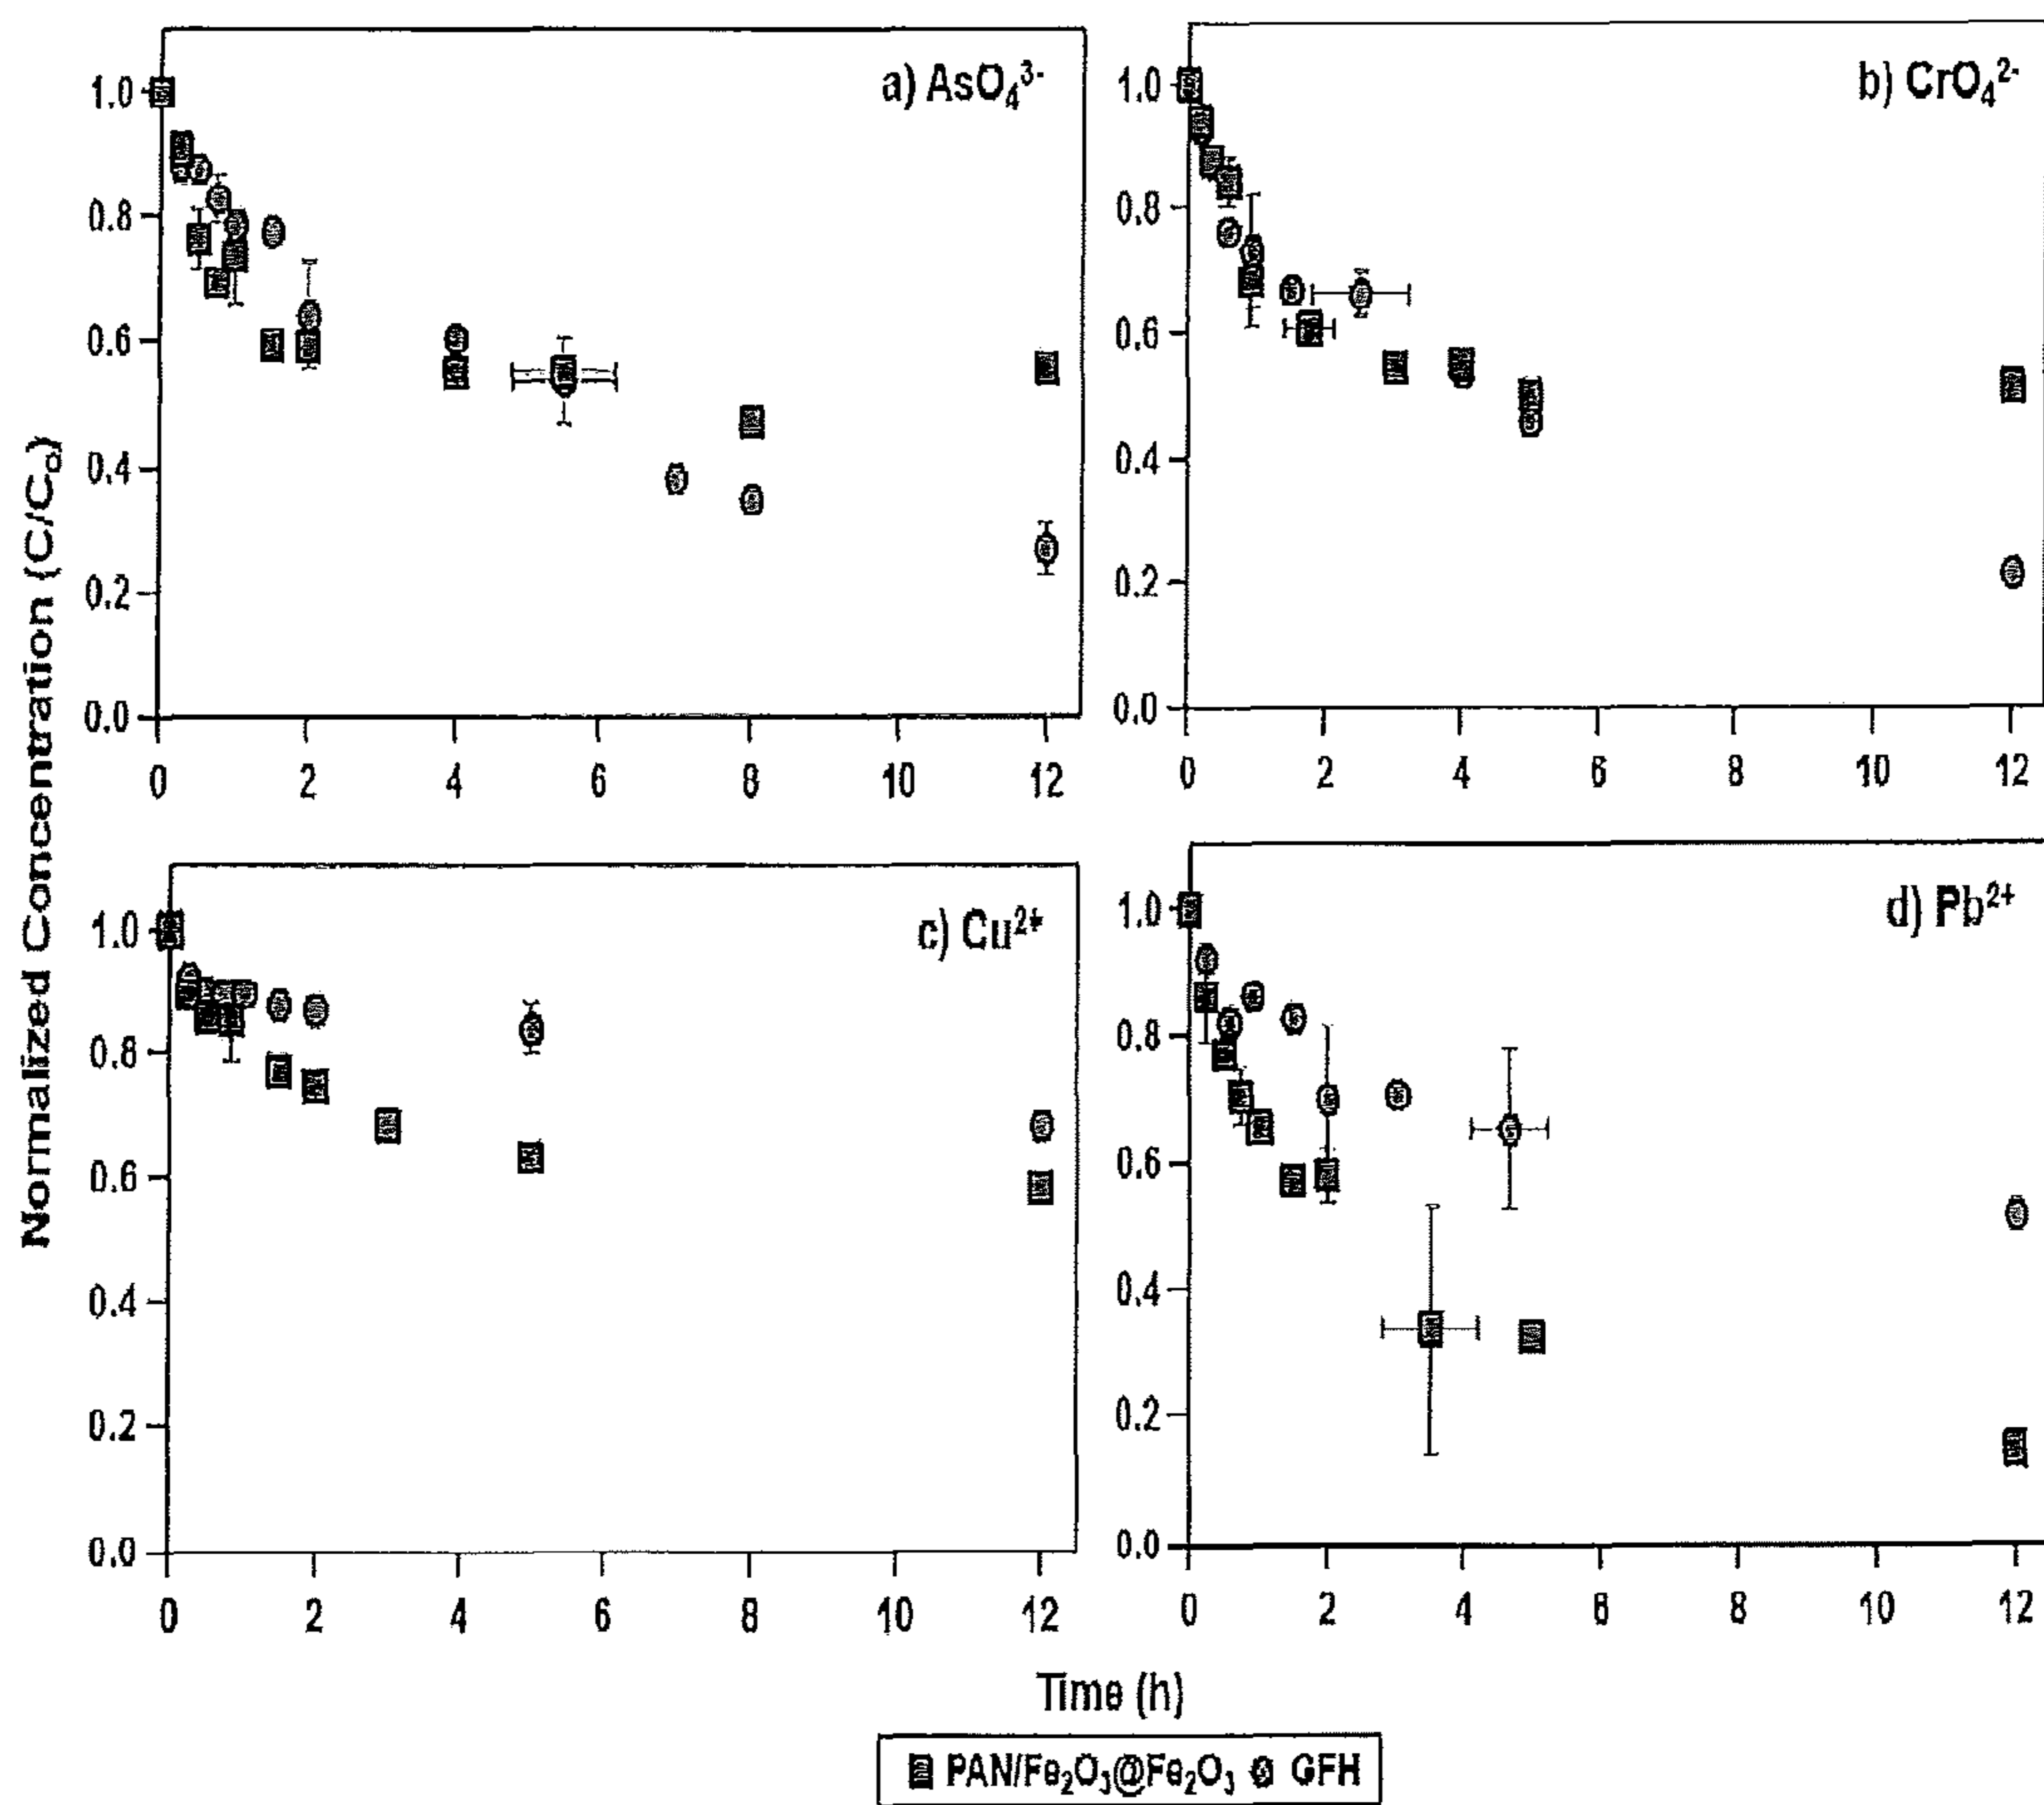 Normalized Concentration (C/C₀)
a) AsO₄³⁻
1.0
0.8
0.6
0.4
0.2
0.0
0 2 4 6 8 10 12
b) CrO₄²⁻
1.0
0.8
0.6
0.4
0.2
0.0
0 2 4 6 8 10 12
c) Cu²⁺
1.0
0.8
0.6
0.4
0.2
0.0
0 2 4 6 8 10 12
d) Pb²⁺
1.0
0.8
0.6
0.4
0.2
0.0
0 2 4 6 8 10 12
Time (h)
PAN/Fe₂O₃@Fe₂O₃ GFH